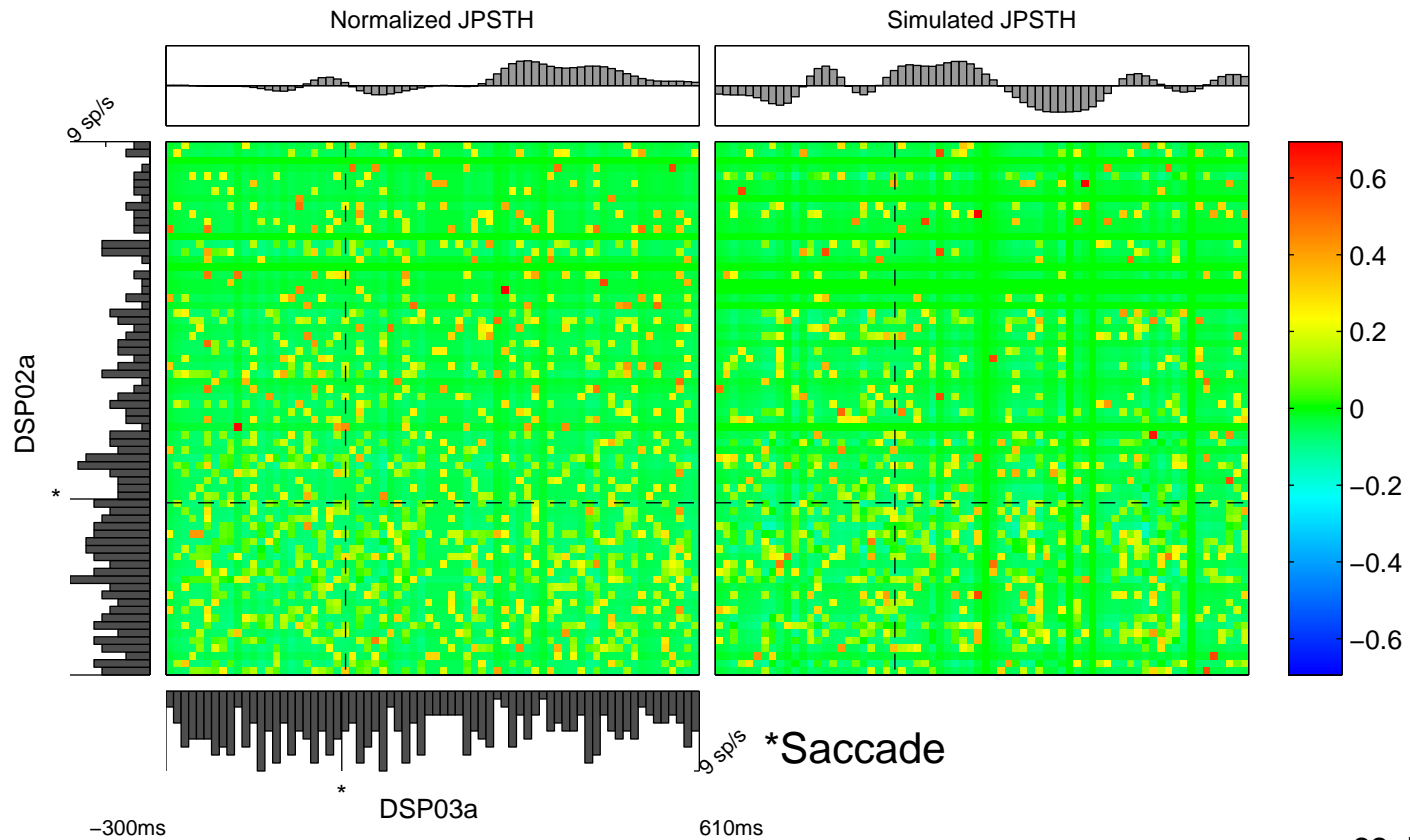 Normalized JPSTH
Simulated JPSTH
9 sp/s
0.6
0.4
0.2
0
−0.2
−0.4
−0.6
DSP02a
*
9 sp/s
*Saccade
*
DSP03a
−300ms
610ms